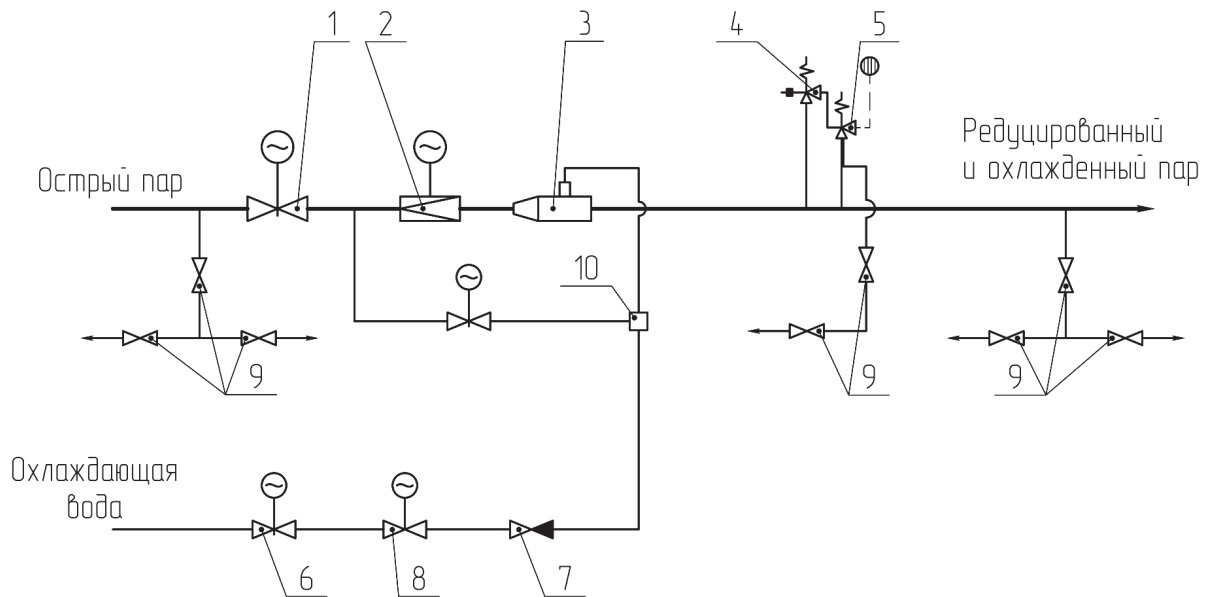 1
2
3
4
5
Острый пар
Редуцированный
и охлажденный пар
10
9
9
9
Охлаждающая
вода
6
8
7